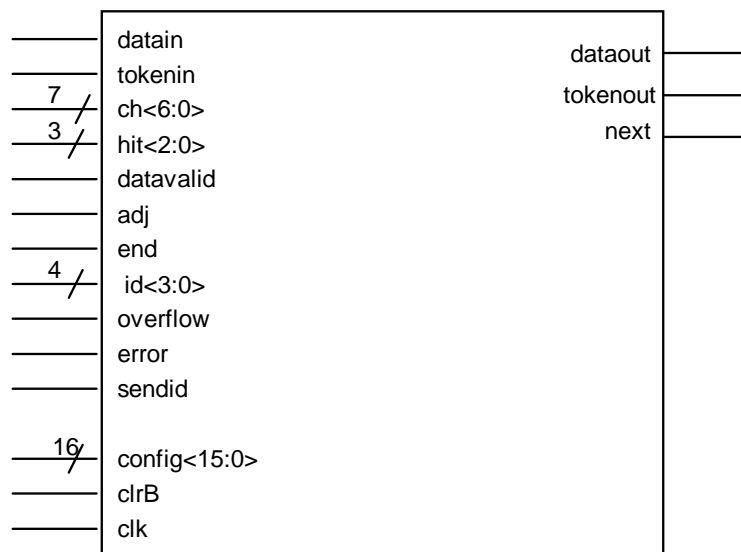 datain
dataout
tokenin
tokenout
7
ch<6:0>
next
3
hit<2:0>
datavalid
adj
end
4
id<3:0>
overflow
error
sendid
16
config<15:0>
clrB
clk